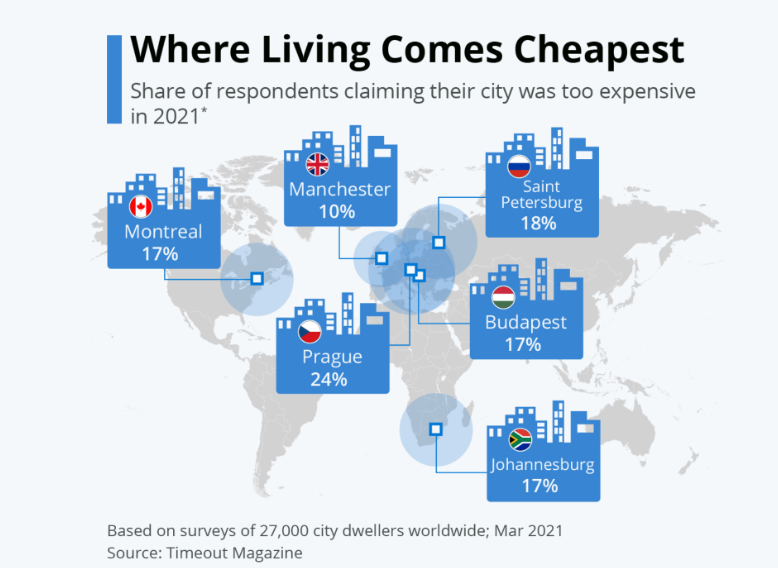 Where Living Comes Cheapest
Share of respondents claiming their city was too expensive
in 2021*
Manchester
10%
Saint
Petersburg
18%
Montreal
17%
Budapest
17%
Prague
24%
Johannesburg
17%
Based on surveys of 27,000 city dwellers worldwide; Mar 2021
Source: Timeout Magazine